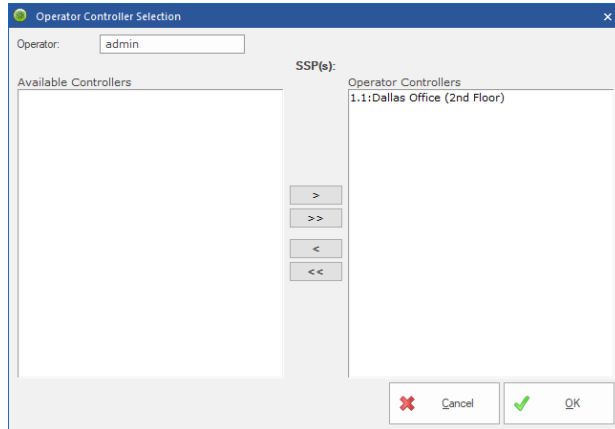 Operator Controller Selection
Operator: admin
SSP(s):
Available Controllers
Operator Controllers
1.1:Dallas Office (2nd Floor)
>
>>
<
<<
Cancel
OK